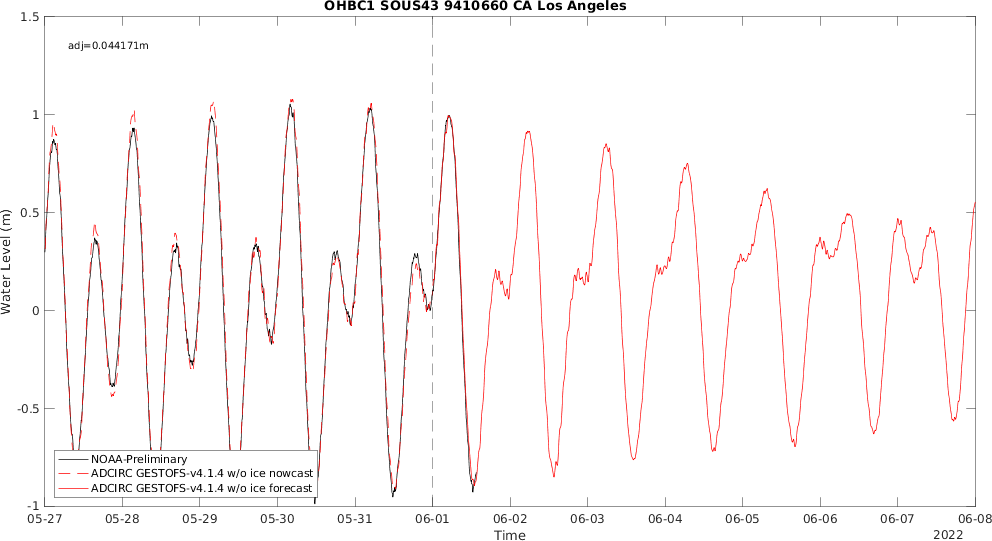 OHBC1 SOUS43 9410660 CA Los Angeles
adj=0.044171m
Water Level (m)
1.5
1
0.5
0
-0.5
-1
NOAA-Preliminary
ADCIRC GESTOFS-v4.1.4 w/o ice nowcast
ADCIRC GESTOFS-v4.1.4 w/o ice forecast
05-27 05-28 05-29 05-30 05-31 06-01 06-02 06-03 06-04 06-05 06-06 06-07 06-08
Time
2022